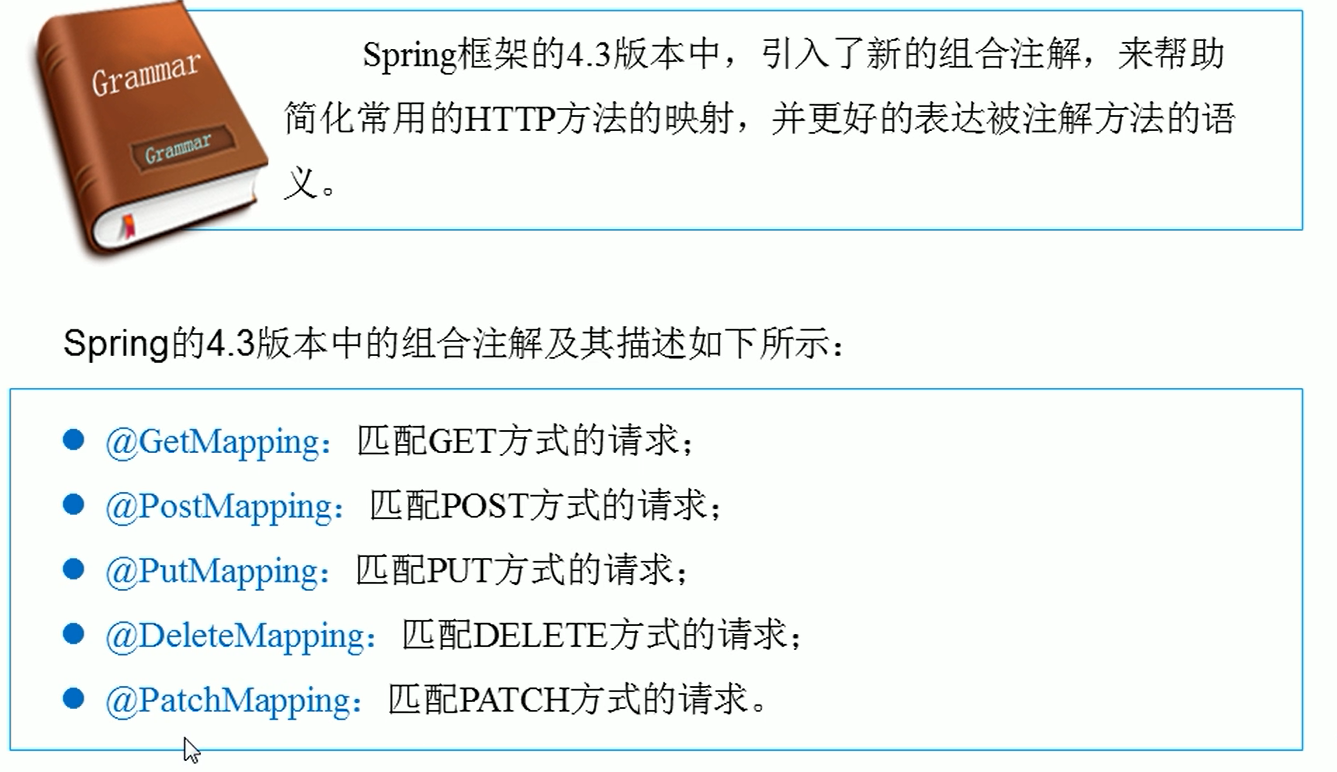 Grammar
Grammar
Spring框架的4.3版本中，引入了新的组合注解，来帮助
简化常用的HTTP方法的映射，并更好的表达被注解方法的语
义。
Spring的4.3版本中的组合注解及其描述如下所示：
@GetMapping：匹配GET方式的请求；
@PostMapping：匹配POST方式的请求；
@PutMapping：匹配PUT方式的请求；
@DeleteMapping：匹配DELETE方式的请求；
@PatchMapping：匹配PATCH方式的请求。